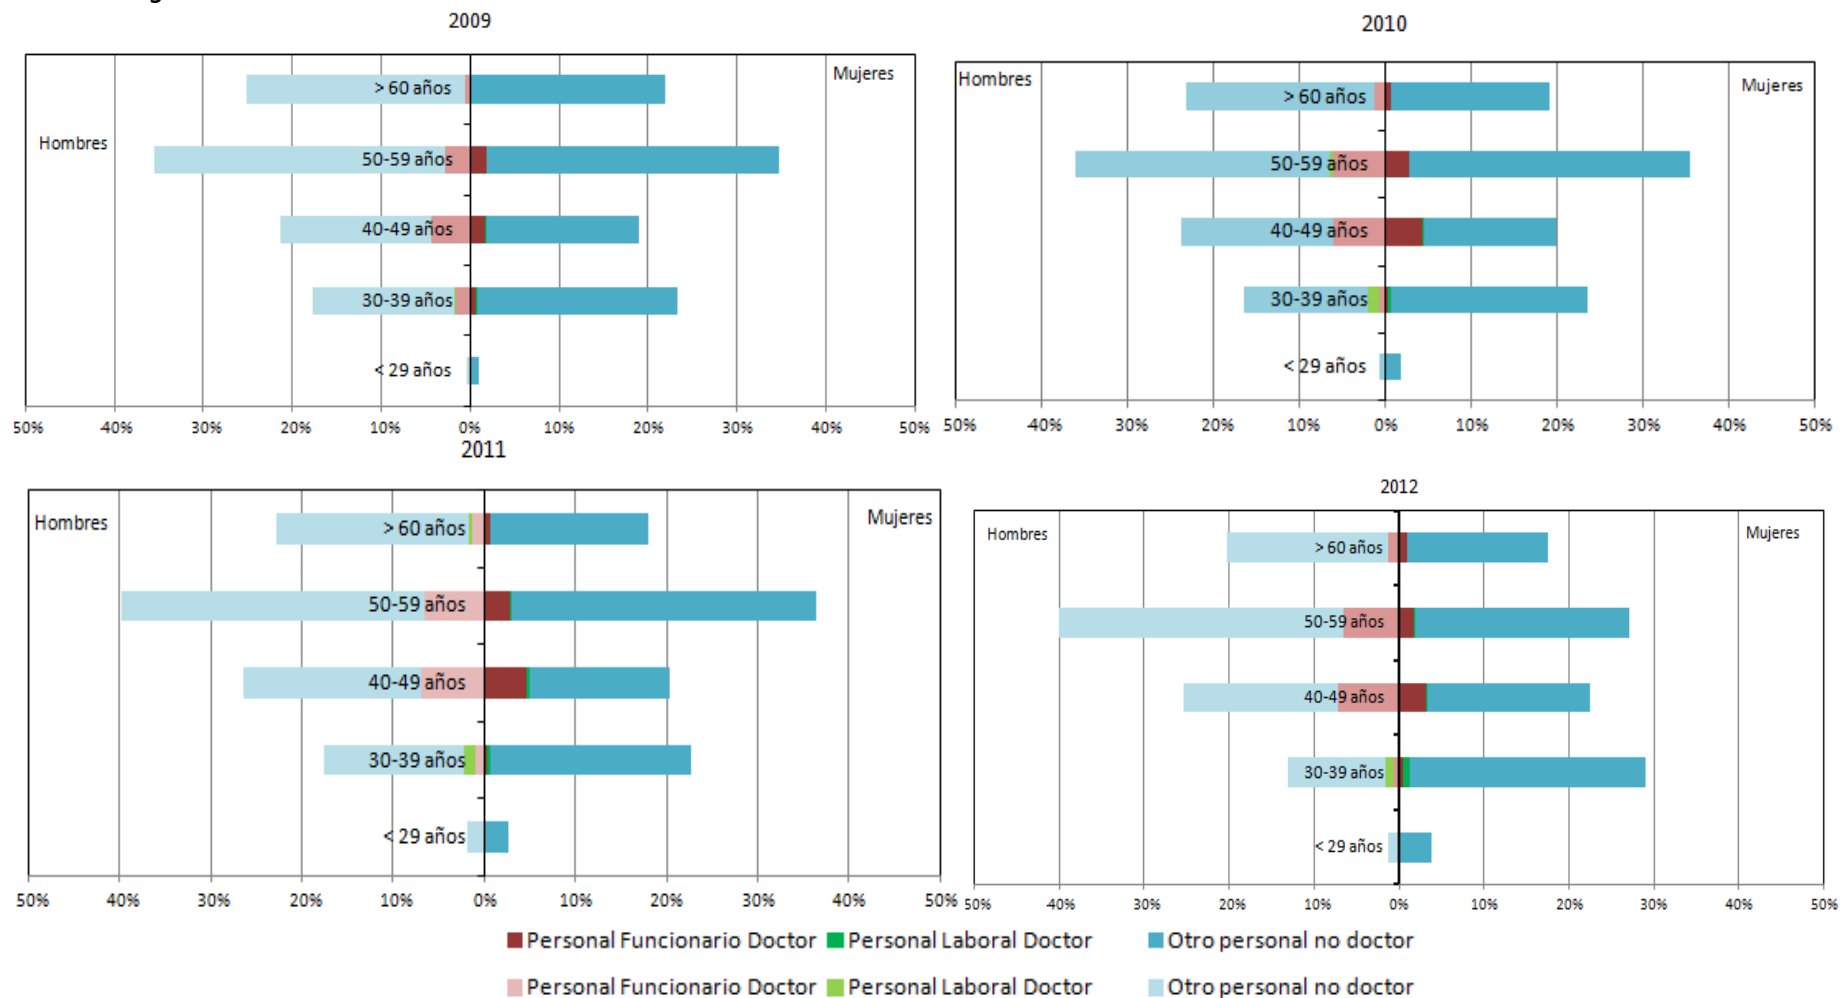 2009
Hombres
Mujeres
> 60 años
50-59 años
40-49 años
30-39 años
< 29 años
50% 40% 30% 20% 10% 0% 10% 20% 30% 40% 50%
2010
Hombres
Mujeres
> 60 años
50-59 años
40-49 años
30-39 años
< 29 años
50% 40% 30% 20% 10% 0% 10% 20% 30% 40% 50%
2011
Hombres
Mujeres
> 60 años
50-59 años
40-49 años
30-39 años
< 29 años
50% 40% 30% 20% 10% 0% 10% 20% 30% 40% 50%
2012
Hombres
Mujeres
> 60 años
50-59 años
40-49 años
30-39 años
< 29 años
50% 40% 30% 20% 10% 0% 10% 20% 30% 40% 50%
Personal Funcionario Doctor Personal Laboral Doctor Otro personal no doctor
Personal Funcionario Doctor Personal Laboral Doctor Otro personal no doctor